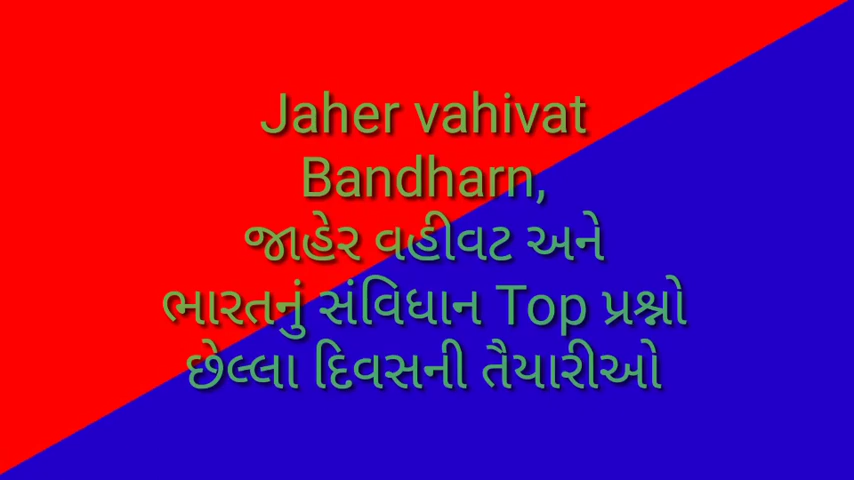 Jaher vahivat
Bandharn,
જાહેર વહીવટ અને
ભારતનું સંવિધાન Top પ્રશ્નો
છેલ્લા દિવસની તૈયારીઓ